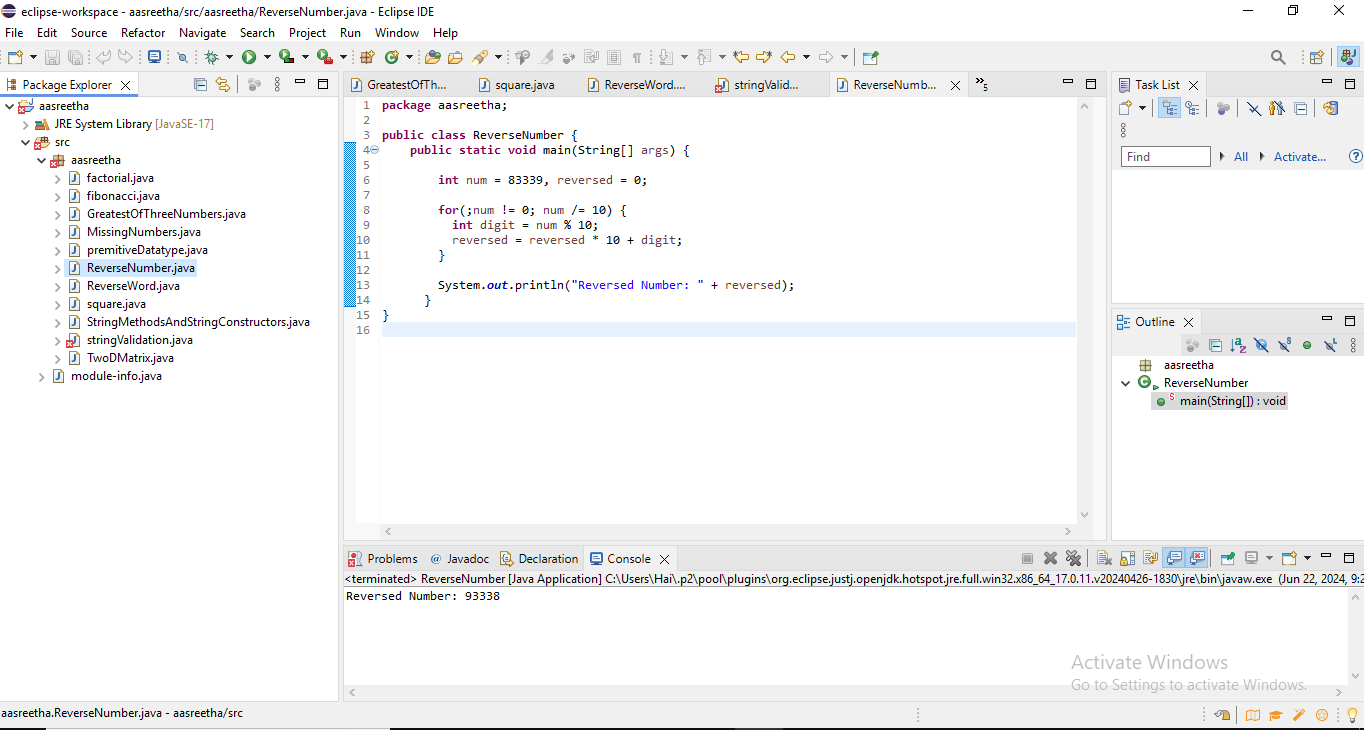 eclipse-workspace - aasreetha/src/aasreetha/ReverseNumber.java - Eclipse IDE
File Edit Source Refactor Navigate Search Project Run Window Help
Package Explorer
aasreetha
JRE System Library [JavaSE-17]
src
aasreetha
factorial.java
fibonacci.java
GreatestOfThreeNumbers.java
MissingNumbers.java
premitiveDatatype.java
ReverseNumber.java
ReverseWord.java
square.java
StringMethodsAndStringConstructors.java
stringValidation.java
TwoDMatrix.java
module-info.java
GreatestOfTh... square.java ReverseWord.... stringValid... ReverseNumb... »5
1 package aasreetha;
2
3 public class ReverseNumber {
4 public static void main(String[] args) {
5
6 int num = 83339, reversed = 0;
7
8 for(;num != 0; num /= 10) {
9 int digit = num % 10;
10 reversed = reversed * 10 + digit;
11 }
12
13 System.out.println("Reversed Number: " + reversed);
14 }
15 }
16
Task List
Find All Activate...
Outline
aasreetha
ReverseNumber
main(String[]) : void
Problems @ Javadoc Declaration Console
<terminated> ReverseNumber [Java Application] C:\Users\Hai\.p2\pool\plugins\org.eclipse.justj.openjdk.hotspot.jre.full.win32.x86_64_17.0.11.v20240426-1830\jre\bin\javaw.exe (Jun 22, 2024, 9:2
Reversed Number: 93338
Activate Windows
Go to Settings to activate Windows.
aasreetha.ReverseNumber.java - aasreetha/src